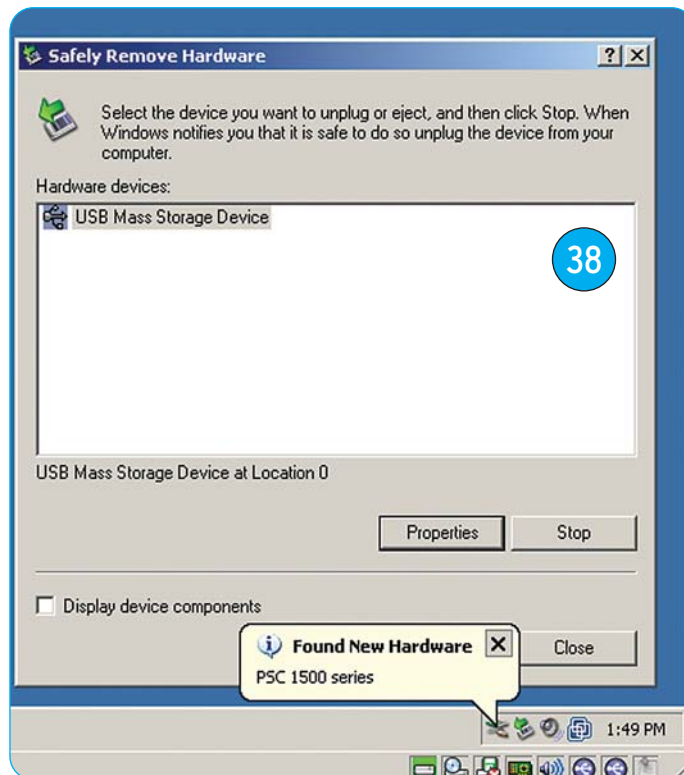 Safely Remove Hardware
Select the device you want to unplug or eject, and then click Stop. When
Windows notifies you that it is safe to do so unplug the device from your
computer.
Hardware devices:
USB Mass Storage Device
38
USB Mass Storage Device at Location 0
Properties
Stop
Display device components
Found New Hardware
PSC 1500 series
Close
1:49 PM